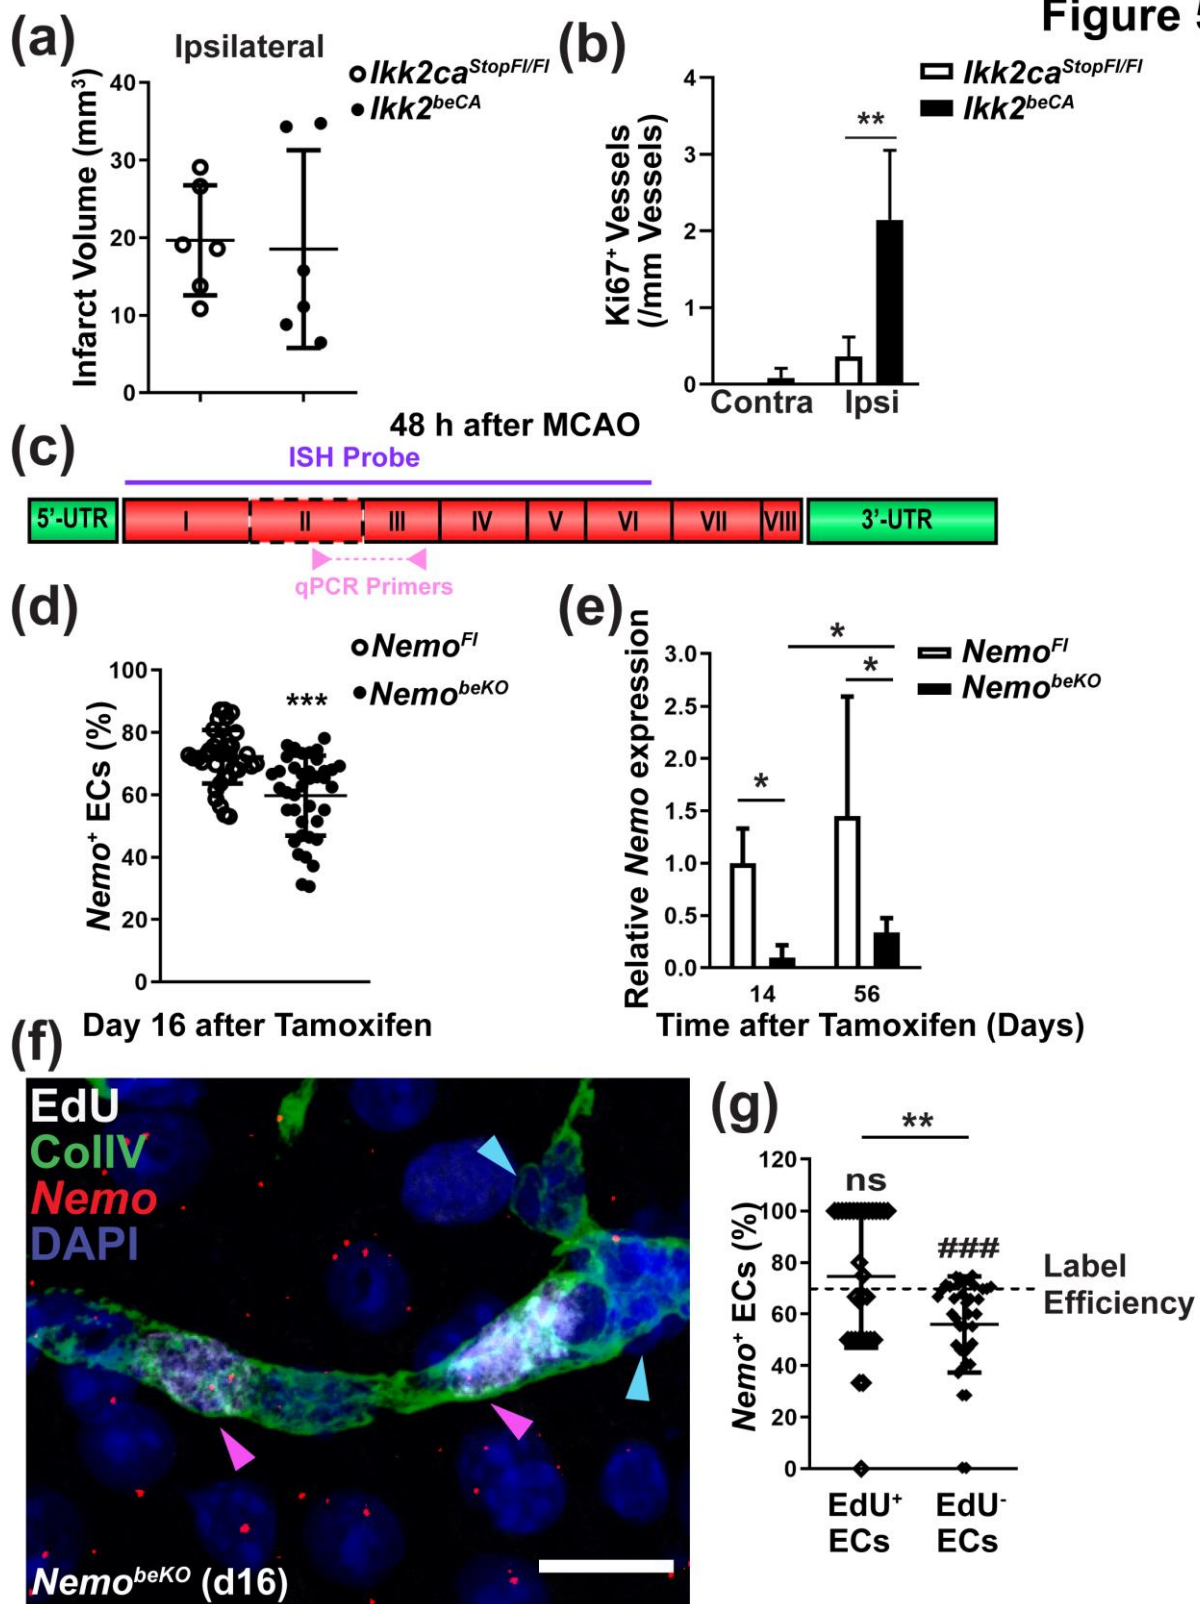 Figure 5
(a)
Ipsilateral
Ikk2ca^StopFl/Fl
Ikk2^beCA
Infarct Volume (mm³)
40
30
20
10
0
(b)
Ikk2ca^StopFl/Fl
Ikk2^beCA
Ki67⁺ Vessels
(/mm Vessels)
4
3
2
1
0
**
Contra
Ipsi
48 h after MCAO
(c)
ISH Probe
5’-UTR
I
II
III
IV
V
VI
VII
VIII
3’-UTR
qPCR Primers
(d)
Nemo^Fl
Nemo^beKO
Nemo⁺ ECs (%)
100
80
60
40
20
0
***
Day 16 after Tamoxifen
(e)
Nemo^Fl
Nemo^beKO
Relative Nemo expression
3.0
2.5
2.0
1.5
1.0
0.5
0.0
*
*
*
14
56
Time after Tamoxifen (Days)
(f)
EdU
ColIV
Nemo
DAPI
Nemo^beKO (d16)
(g)
**
Nemo⁺ ECs (%)
120
100
80
60
40
20
0
ns
###
Label
Efficiency
EdU⁺
ECs
EdU⁻
ECs